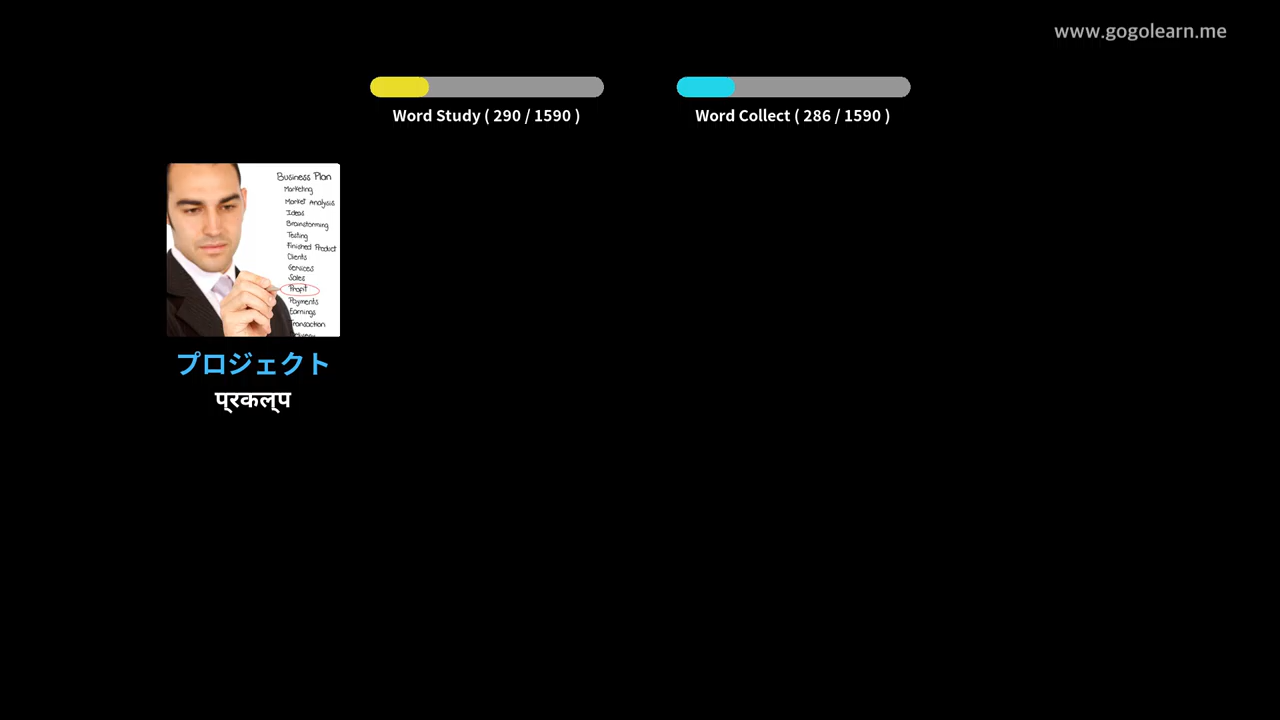 www.gogolearn.me
Word Study ( 290 / 1590 )
Word Collect ( 286 / 1590 )
Business Plan
Marketing
Market Analysis
Ideas
Brainstorming
Testing
Finished Product
Clients
Services
Sales
Profit
Payments
Earnings
Transaction
プロジェクト
प्रकल्प